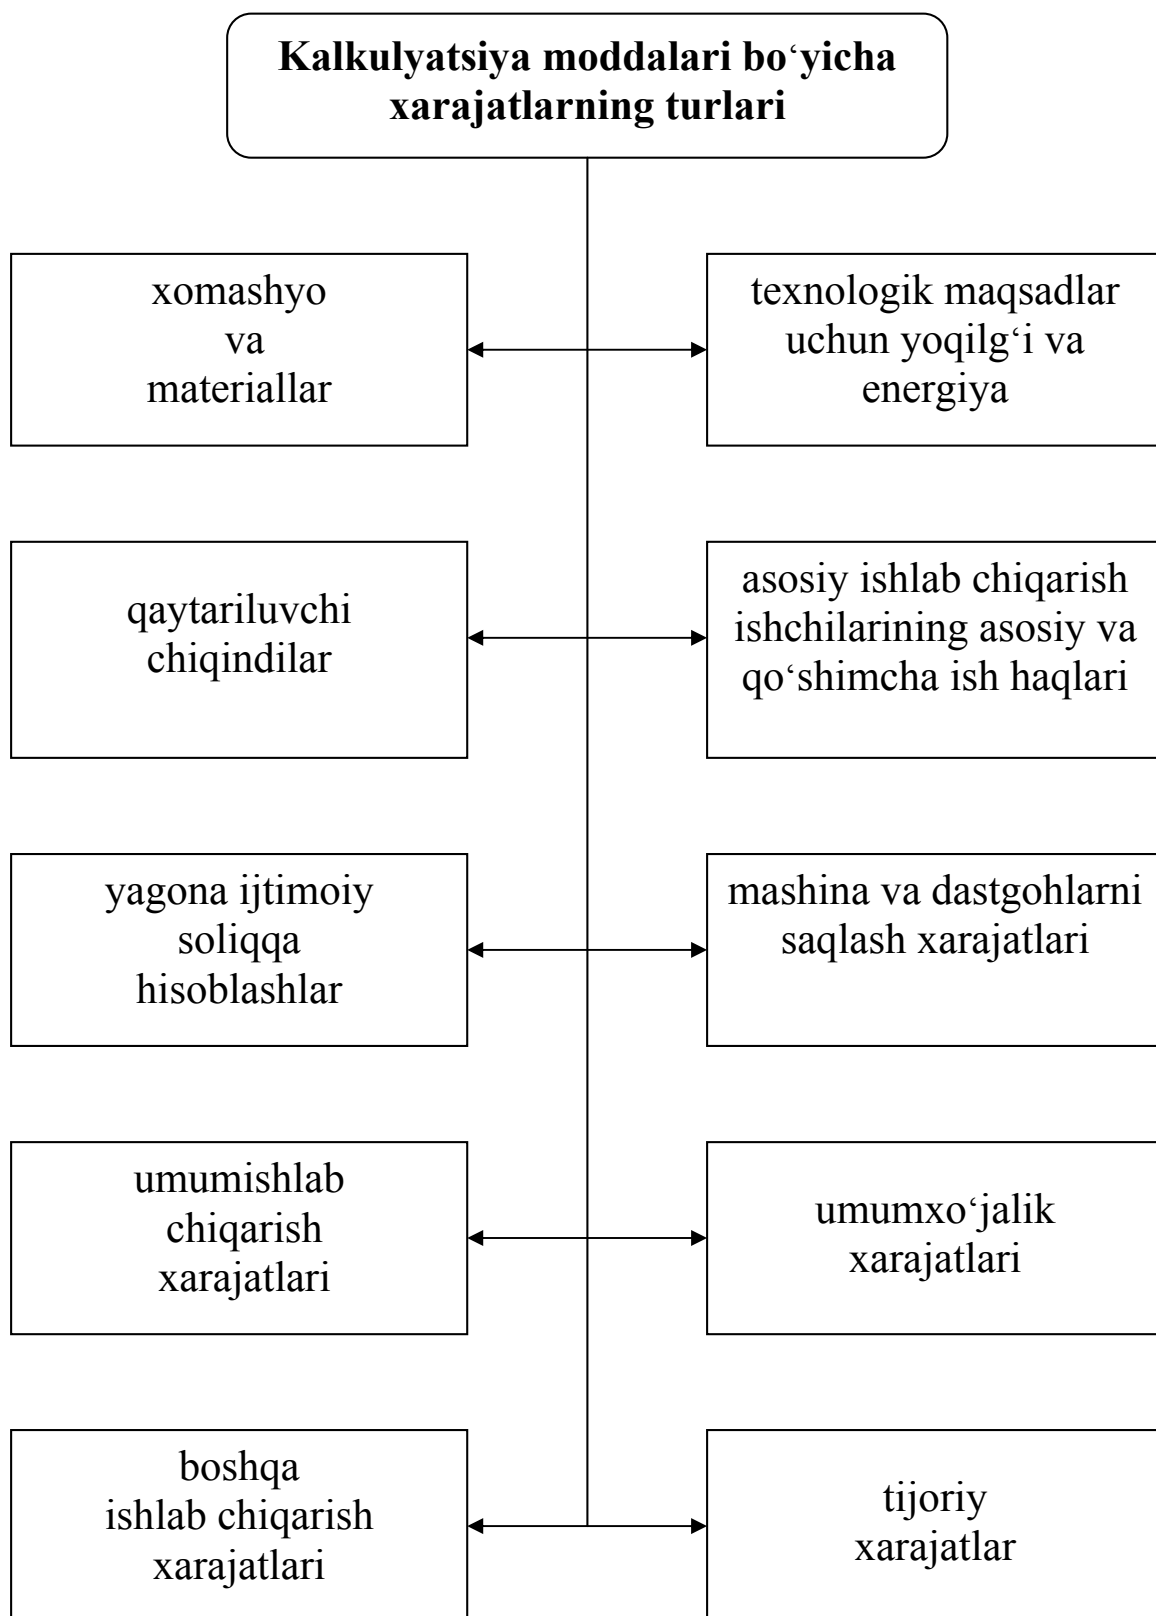 Kalkulyatsiya moddalari bo‘yicha
xarajatlarning turlari
xomashyo
va
materiallar
texnologik maqsadlar
uchun yoqilg‘i va
energiya
qaytariluvchi
chiqindilar
asosiy ishlab chiqarish
ishchilarining asosiy va
qo‘shimcha ish haqlari
yagona ijtimoiy
soliqqa
hisoblashlar
mashina va dastgohlarni
saqlash xarajatlari
umumishlab
chiqarish
xarajatlari
umumxo‘jalik
xarajatlari
boshqa
ishlab chiqarish
xarajatlari
tijoriy
xarajatlar